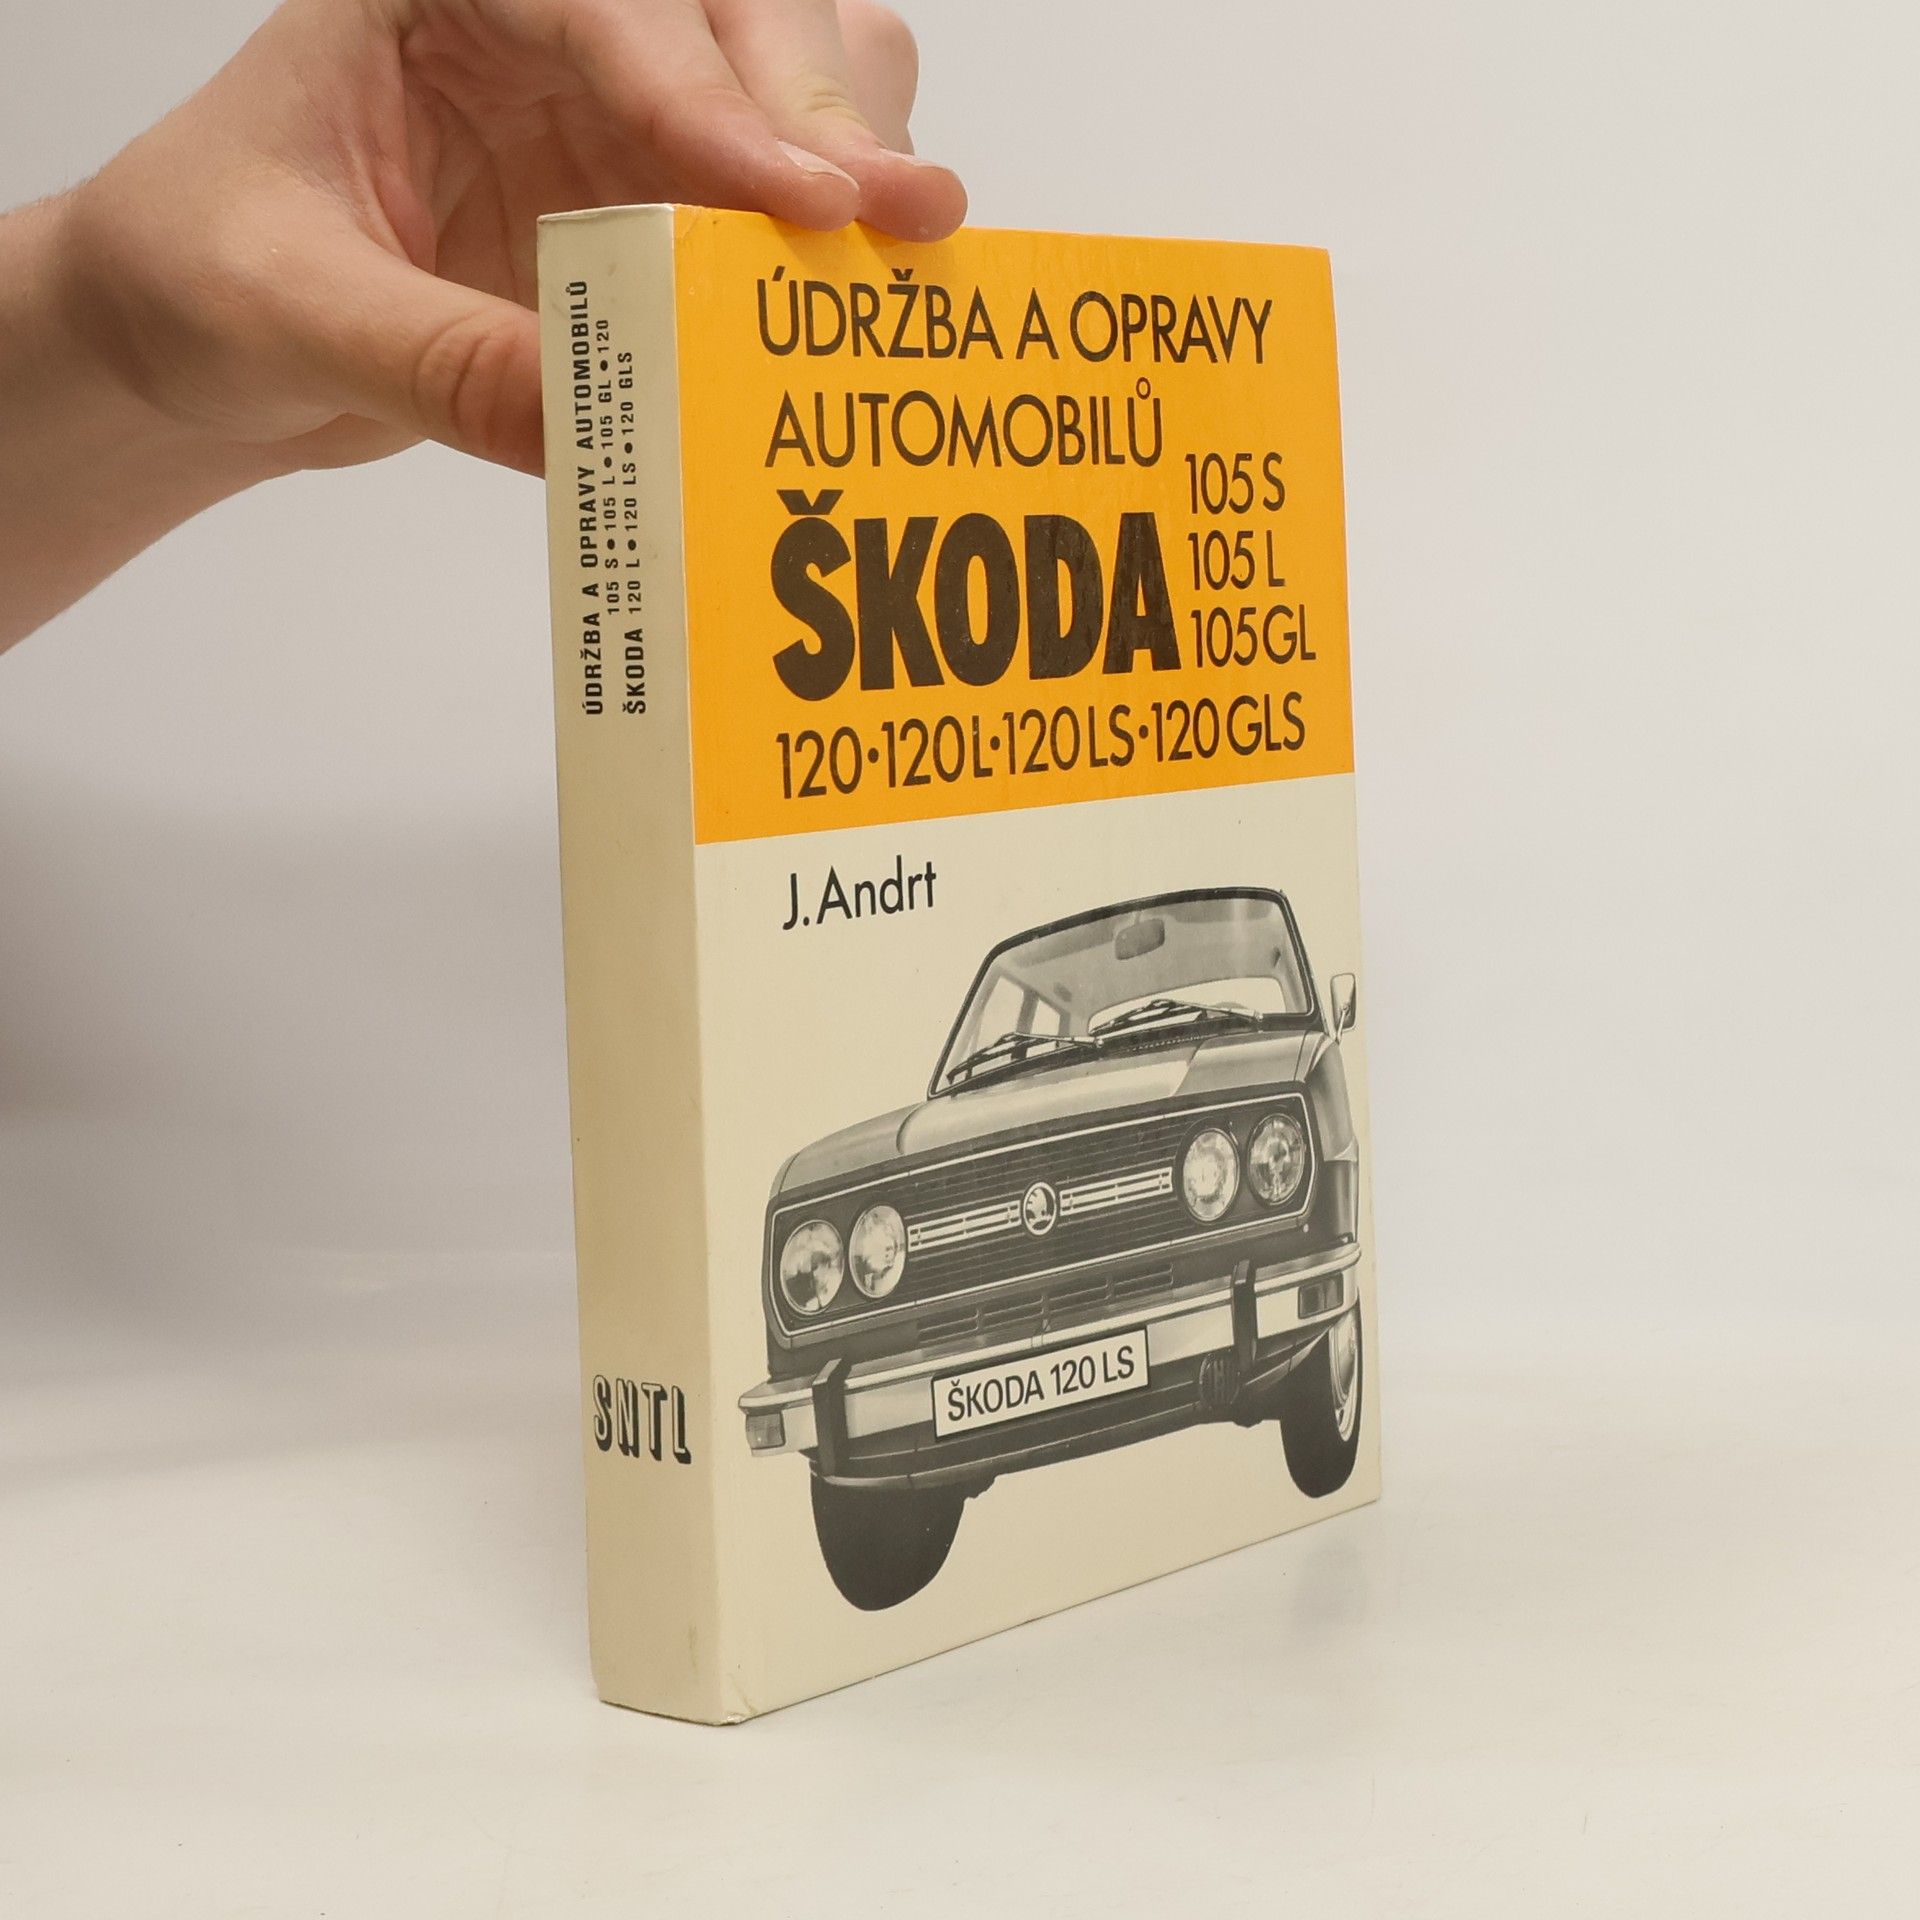 ÚDRŽBA A OPRAVY AUTOMOBILŮ
105 S • 105 L • 105 GL • 120
ŠKODA 120 L • 120 LS • 120 GLS
SNTL
ÚDRŽBA A OPRAVY
AUTOMOBILŮ
ŠKODA
105 S
105 L
105 GL
120•120 L•120 LS•120 GLS
J. Andrt
ŠKODA 120 LS